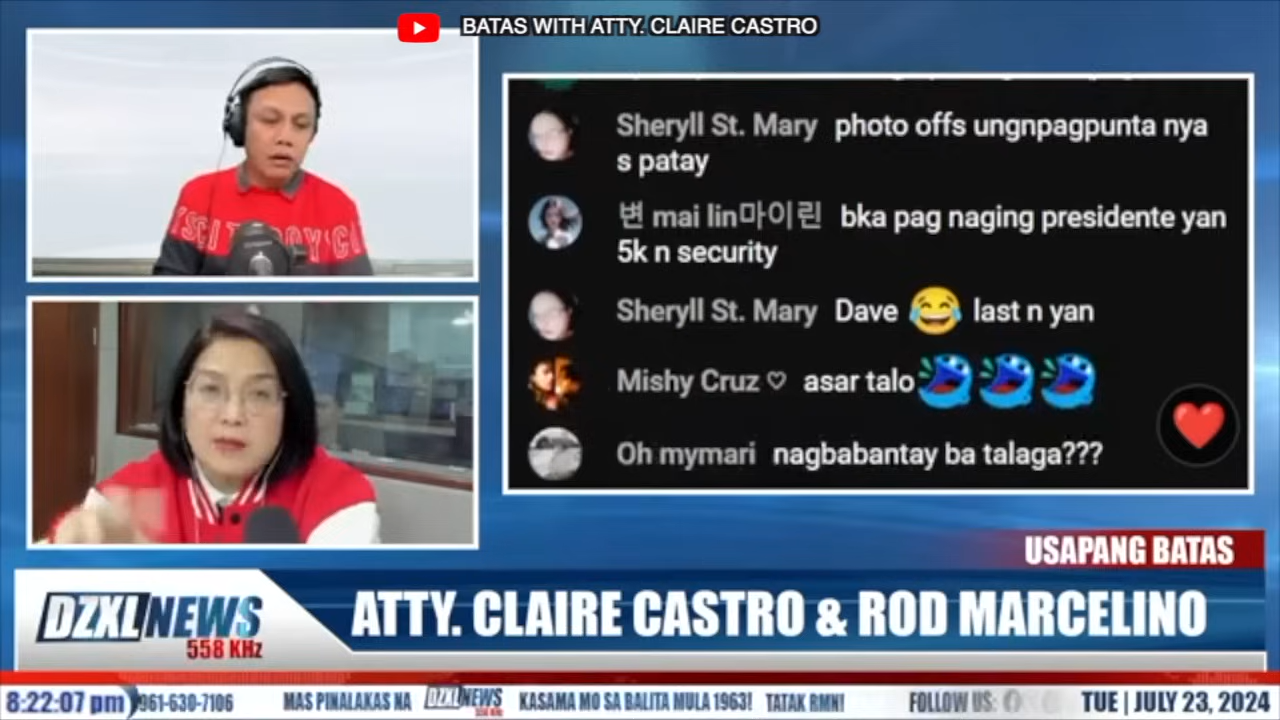 BATAS WITH ATTY. CLAIRE CASTRO
Sheryll St. Mary photo offs ungnpagpunta nya
s patay
변 mai lin마이린 bka pag naging presidente yan
5k n security
Sheryll St. Mary Dave 😂 last n yan
Mishy Cruz ♡ asar talo
Oh mymari nagbabantay ba talaga???
USAPANG BATAS
DZXL NEWS
558 KHz
ATTY. CLAIRE CASTRO & ROD MARCELINO
8:22:07 pm 961-630-7106 MAS PINALAKAS NA DZXL NEWS 558 KHz KASAMA MO SA BALITA MULA 1963! TATAK RMN! FOLLOW US: TUE | JULY 23, 2024